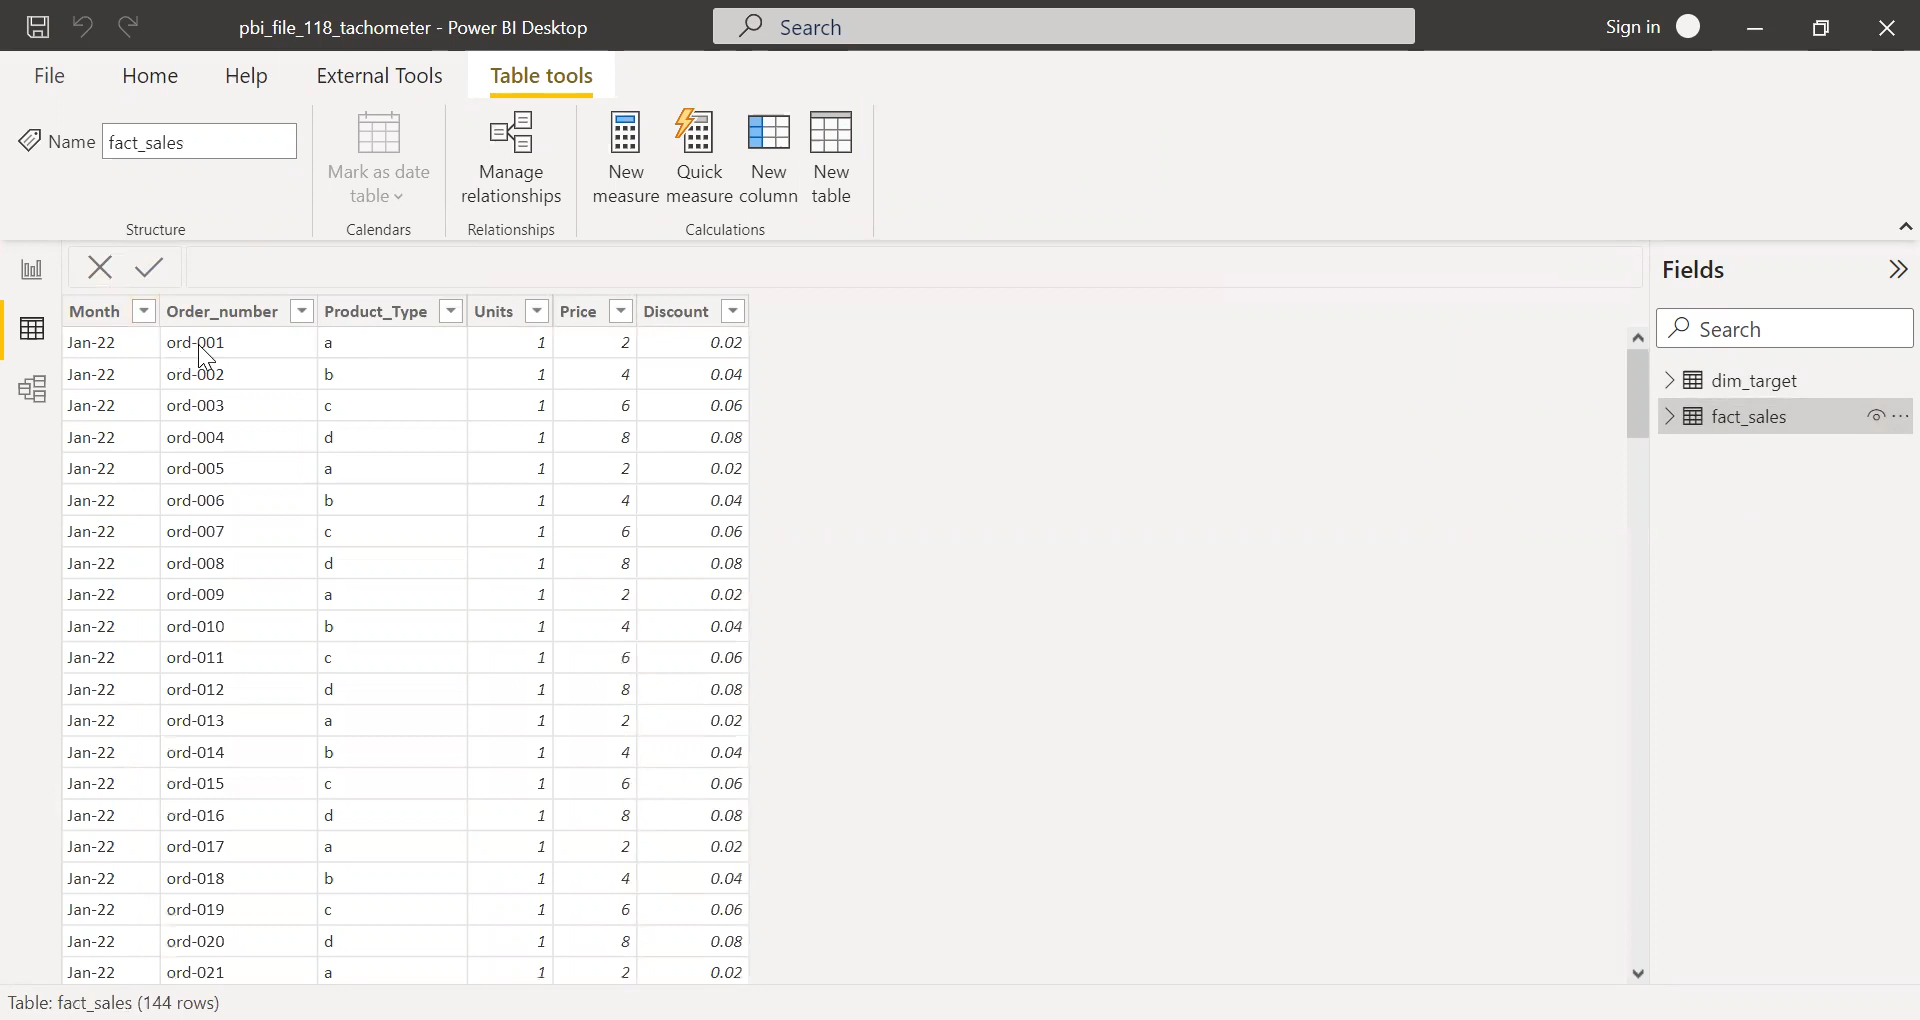 pbi_file_118_tachometer - Power BI Desktop
Search
Sign in
File Home Help External Tools Table tools
Name fact_sales
Mark as date table
Manage relationships
New measure
Quick measure
New column
New table
Structure Calendars Relationships Calculations
Month Order_number Product_Type Units Price Discount
Jan-22 ord-001 a 1 2 0.02
Jan-22 ord-002 b 1 4 0.04
Jan-22 ord-003 c 1 6 0.06
Jan-22 ord-004 d 1 8 0.08
Jan-22 ord-005 a 1 2 0.02
Jan-22 ord-006 b 1 4 0.04
Jan-22 ord-007 c 1 6 0.06
Jan-22 ord-008 d 1 8 0.08
Jan-22 ord-009 a 1 2 0.02
Jan-22 ord-010 b 1 4 0.04
Jan-22 ord-011 c 1 6 0.06
Jan-22 ord-012 d 1 8 0.08
Jan-22 ord-013 a 1 2 0.02
Jan-22 ord-014 b 1 4 0.04
Jan-22 ord-015 c 1 6 0.06
Jan-22 ord-016 d 1 8 0.08
Jan-22 ord-017 a 1 2 0.02
Jan-22 ord-018 b 1 4 0.04
Jan-22 ord-019 c 1 6 0.06
Jan-22 ord-020 d 1 8 0.08
Jan-22 ord-021 a 1 2 0.02
Fields
Search
dim_target
fact_sales
Table: fact_sales (144 rows)